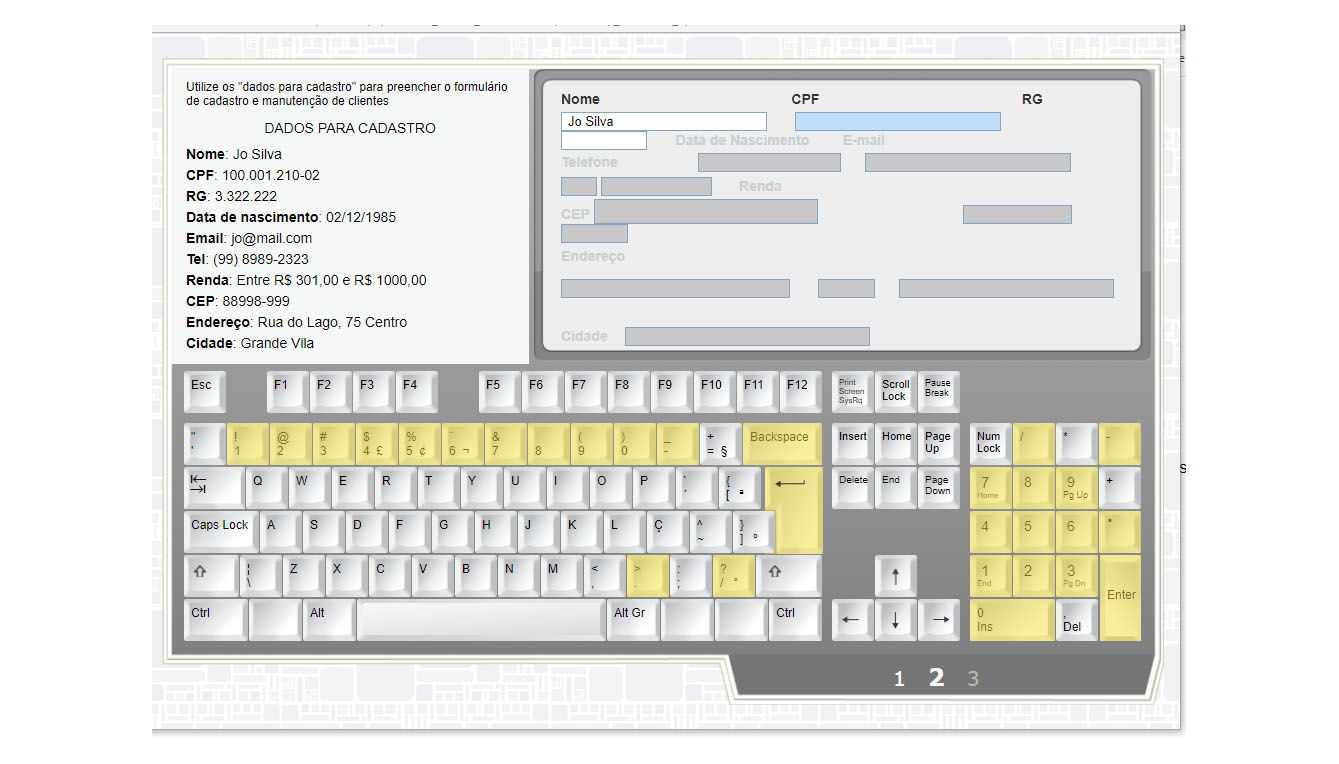 Utilize os "dados para cadastro" para preencher o formulário
de cadastro e manutenção de clientes
DADOS PARA CADASTRO
Nome: Jo Silva
CPF: 100.001.210-02
RG: 3.322.222
Data de nascimento: 02/12/1985
Email: jo@mail.com
Tel: (99) 8989-2323
Renda: Entre R$ 301,00 e R$ 1000,00
CEP: 88998-999
Endereço: Rua do Lago, 75 Centro
Cidade: Grande Vila
Nome CPF RG
Jo Silva
Data de Nascimento E-mail
Telefone
Renda
CEP
Endereço
Cidade
Esc F1 F2 F3 F4 F5 F6 F7 F8 F9 F10 F11 F12 Print Screen SysRq Scroll Lock Pause Break
" ' ! 1 @ 2 # 3 $ 4 £ % 5 ¢ ¨ 6 ¬ & 7 8 ( 9 ) 0 _ - + = § Backspace Insert Home Page Up Num Lock / * -
Q W E R T Y U I O P ` ´ { [ ª Delete End Page Down 7 Home 8 9 Pg Up +
Caps Lock A S D F G H J K L Ç ^ ~ } ] º 4 5 6
¦ \ Z X C V B N M < , > . : ; ? / ° 1 End 2 3 Pg Dn Enter
Ctrl Alt Alt Gr Ctrl 0 Ins , Del
1 2 3